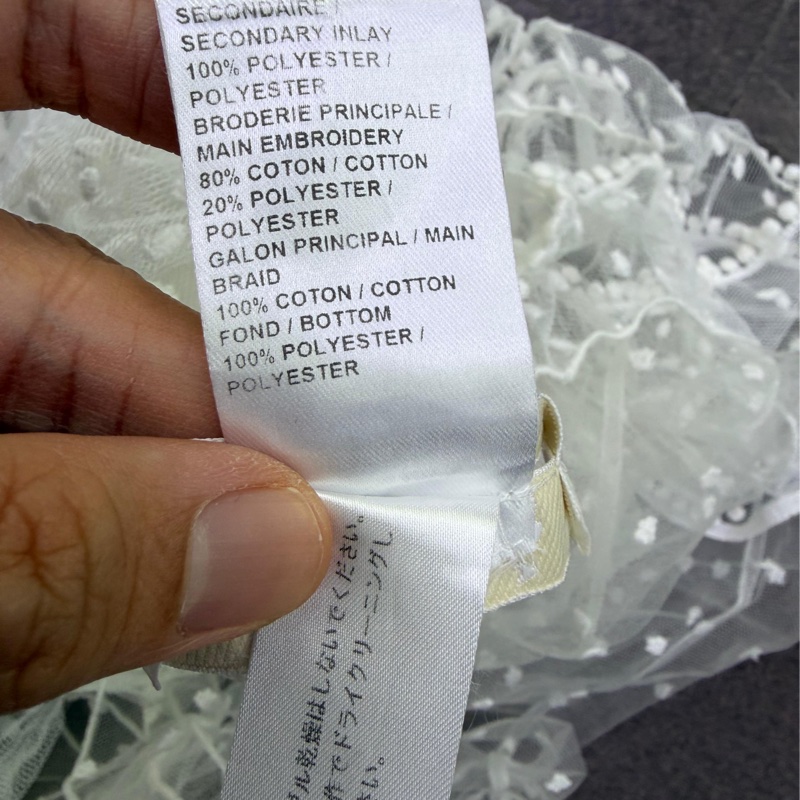 SECONDAIRE /
SECONDARY INLAY
100% POLYESTER /
POLYESTER
BRODERIE PRINCIPALE /
MAIN EMBROIDERY
80% COTON / COTTON
20% POLYESTER /
POLYESTER
GALON PRINCIPAL / MAIN
BRAID
100% COTON / COTTON
FOND / BOTTOM
100% POLYESTER /
POLYESTER
ル乾燥はしないでください。
作でドライクリーニングし
さい。